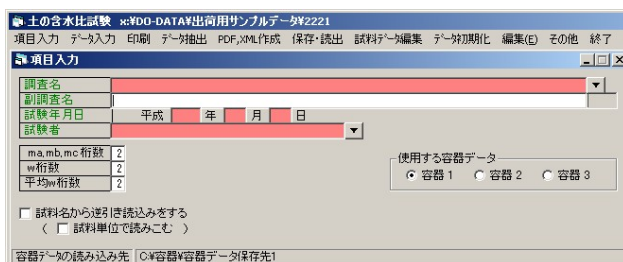 土の含水比試験 x:¥DO-DATA¥出荷用サンプルデータ¥2221
項目入力 データ入力 印刷 データ抽出 PDF,XML作成 保存・読出 試料データ編集 データ初期化 編集(E) その他 終了
項目入力
調査名
副調査名
試験年月日 平成 年 月 日
試験者
ma,mb,mc桁数 2
w桁数 2
平均w桁数 2
使用する容器データ
容器1 容器2 容器3
試料名から逆引き読込みをする
( 試料単位で読みこむ )
容器データの読み込み先 C:¥容器¥容器データ保存先1